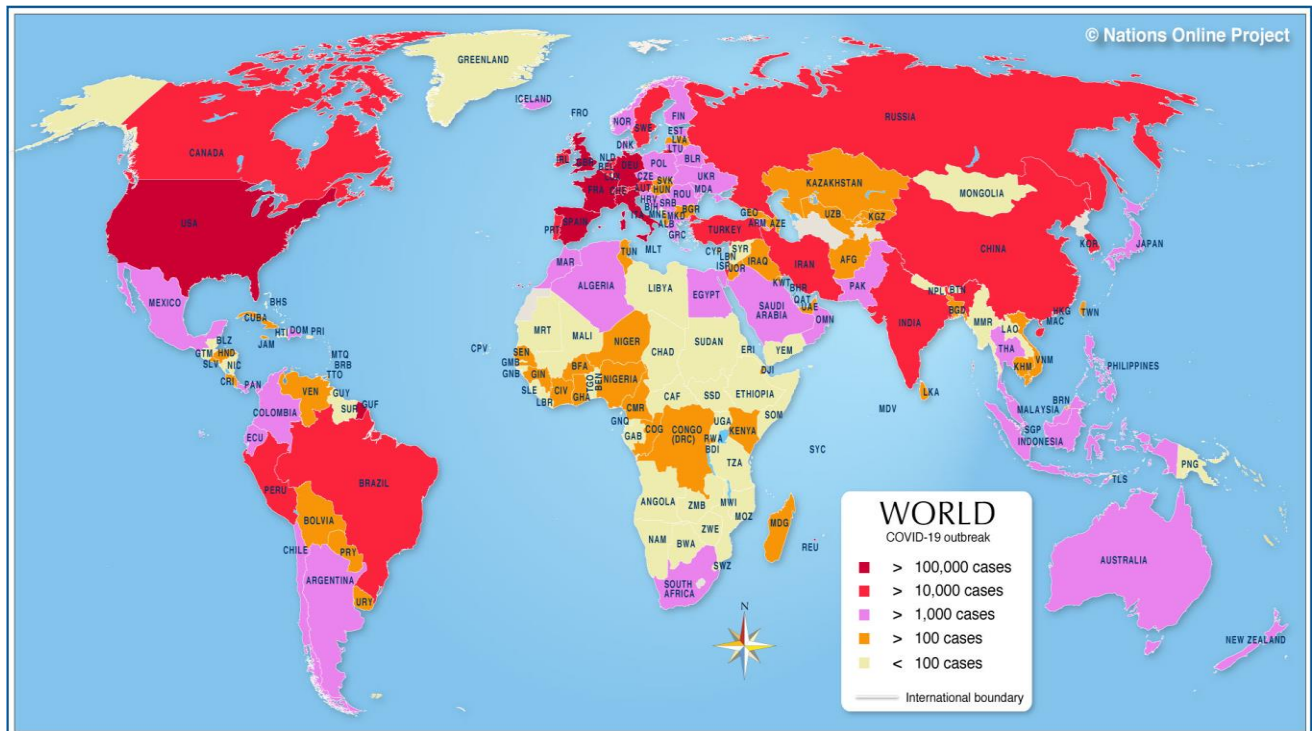 © Nations Online Project
GREENLAND
ICELAND
FRO
NOR
SWE
FIN
RUSSIA
EST
LVA
LTU
DNK
CANADA
IRL
GBR
NLD
BEL
DEU
POL
BLR
LUX
CZE
UKR
SVK
KAZAKHSTAN
MONGOLIA
FRA
CHE
AUT
HUN
ROU
MDA
HRV
SRB
BIH
USA
ITA
MNE
MKD
BGR
GEO
UZB
KGZ
PRT
SPAIN
ALB
TURKEY
ARM
AZE
KOR
JAPAN
GRC
CHINA
TUN
MLT
CYP
SYR
LBN
IRAQ
IRAN
AFG
MAR
ISR
JOR
ALGERIA
LIBYA
EGYPT
KWT
BHR
PAK
NPL
BTN
MEXICO
BHS
SAUDI
ARABIA
QAT
UAE
INDIA
BGD
HKG
TWN
MAC
CUBA
HTI
DOM
PRI
OMN
MMR
LAO
BLZ
JAM
MRT
MALI
NIGER
SUDAN
GTM
HND
MTQ
CPV
SEN
CHAD
ERI
YEM
THA
VNM
PHILIPPINES
SLV
NIC
BRB
GMB
BFA
DJI
KHM
TTO
GNB
GIN
BEN
TGO
NIGERIA
CRI
PAN
VEN
GUY
SLE
CIV
GHA
ETHIOPIA
LKA
SUR
GUF
LBR
CMR
CAF
SSD
MDV
BRN
COLOMBIA
GNQ
SOM
MALAYSIA
ECU
GAB
COG
CONGO
(DRC)
UGA
KENYA
SGP
INDONESIA
RWA
BDI
SYC
TZA
PNG
PERU
BRAZIL
TLS
ANGOLA
MWI
ZMB
MOZ
BOLVIA
ZWE
MDG
NAM
BWA
REU
CHILE
PRY
AUSTRALIA
SWZ
ARGENTINA
SOUTH
AFRICA
URY
NEW ZEALAND
N
WORLD
COVID-19 outbreak
> 100,000 cases
> 10,000 cases
> 1,000 cases
> 100 cases
< 100 cases
International boundary